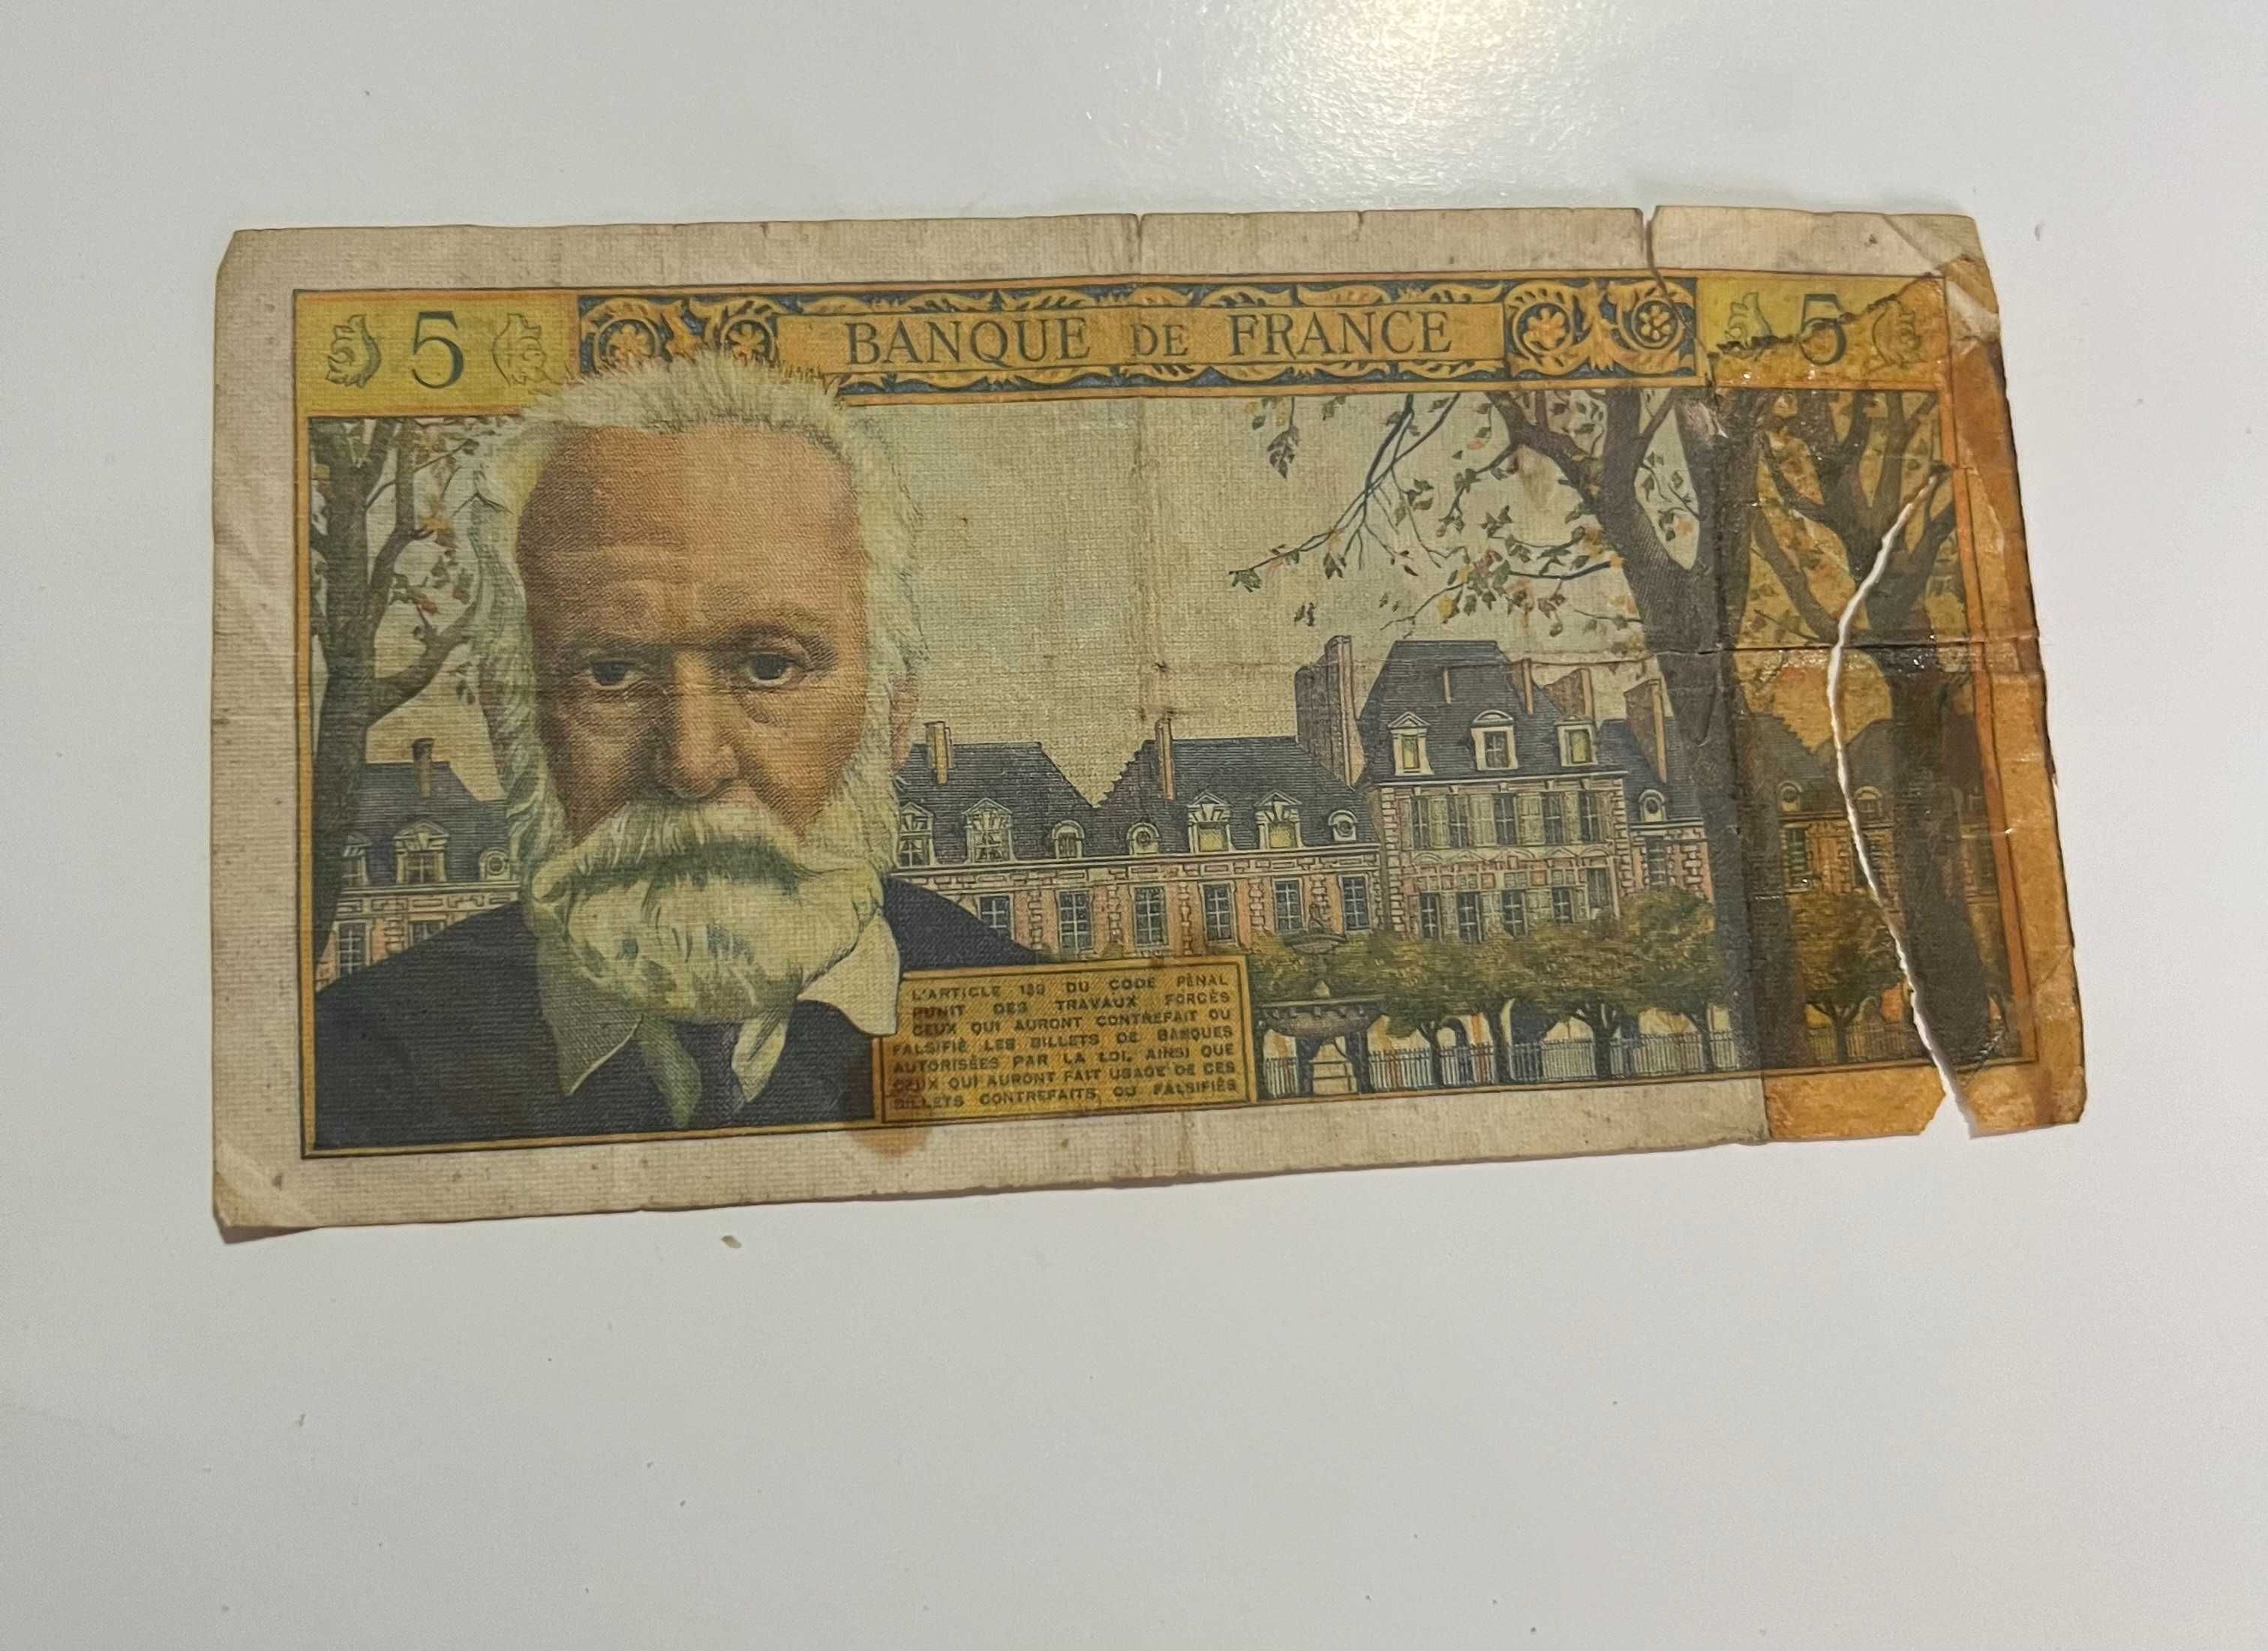 5 BANQUE DE FRANCE 5
L'ARTICLE 139 DU CODE PÉNAL
PUNIT DES TRAVAUX FORCÉS
CEUX QUI AURONT CONTREFAIT OU
FALSIFIÉ LES BILLETS DE BANQUES
AUTORISÉES PAR LA LOI, AINSI QUE
CEUX QUI AURONT FAIT USAGE DE CES
BILLETS CONTREFAITS OU FALSIFIÉS